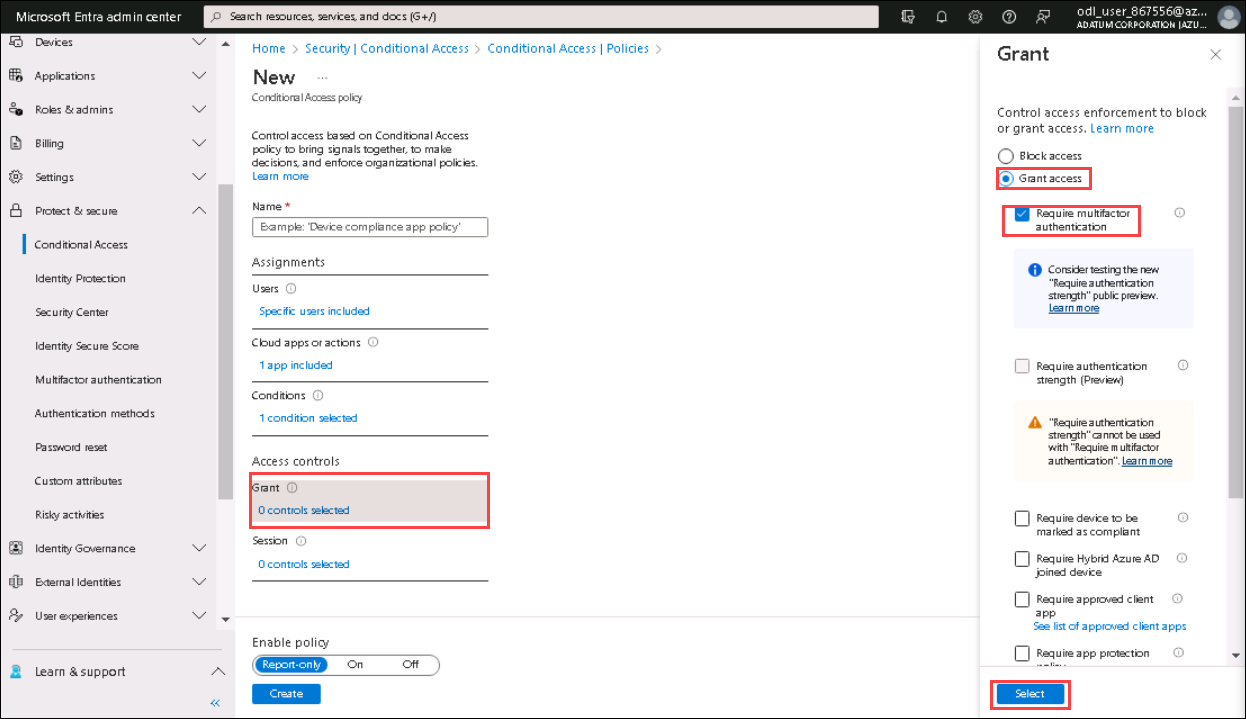 Microsoft Entra admin center
Search resources, services, and docs (G+/)
odl_user_867556@az...
ADATUM CORPORATION (AZU...
Devices
Applications
Roles & admins
Billing
Settings
Protect & secure
Conditional Access
Identity Protection
Security Center
Identity Secure Score
Multifactor authentication
Authentication methods
Password reset
Custom attributes
Risky activities
Identity Governance
External Identities
User experiences
Learn & support
Home > Security | Conditional Access > Conditional Access | Policies >
New ...
Conditional Access policy
Control access based on Conditional Access
policy to bring signals together, to make
decisions, and enforce organizational policies.
Learn more
Name *
Example: 'Device compliance app policy'
Assignments
Users
Specific users included
Cloud apps or actions
1 app included
Conditions
1 condition selected
Access controls
Grant
0 controls selected
Session
0 controls selected
Enable policy
Report-only On Off
Create
Grant
Control access enforcement to block
or grant access. Learn more
Block access
Grant access
Require multifactor
authentication
Consider testing the new
"Require authentication
strength" public preview.
Learn more
Require authentication
strength (Preview)
"Require authentication
strength" cannot be used
with "Require multifactor
authentication". Learn more
Require device to be
marked as compliant
Require Hybrid Azure AD
joined device
Require approved client
app
See list of approved client apps
Require app protection
policy
Select